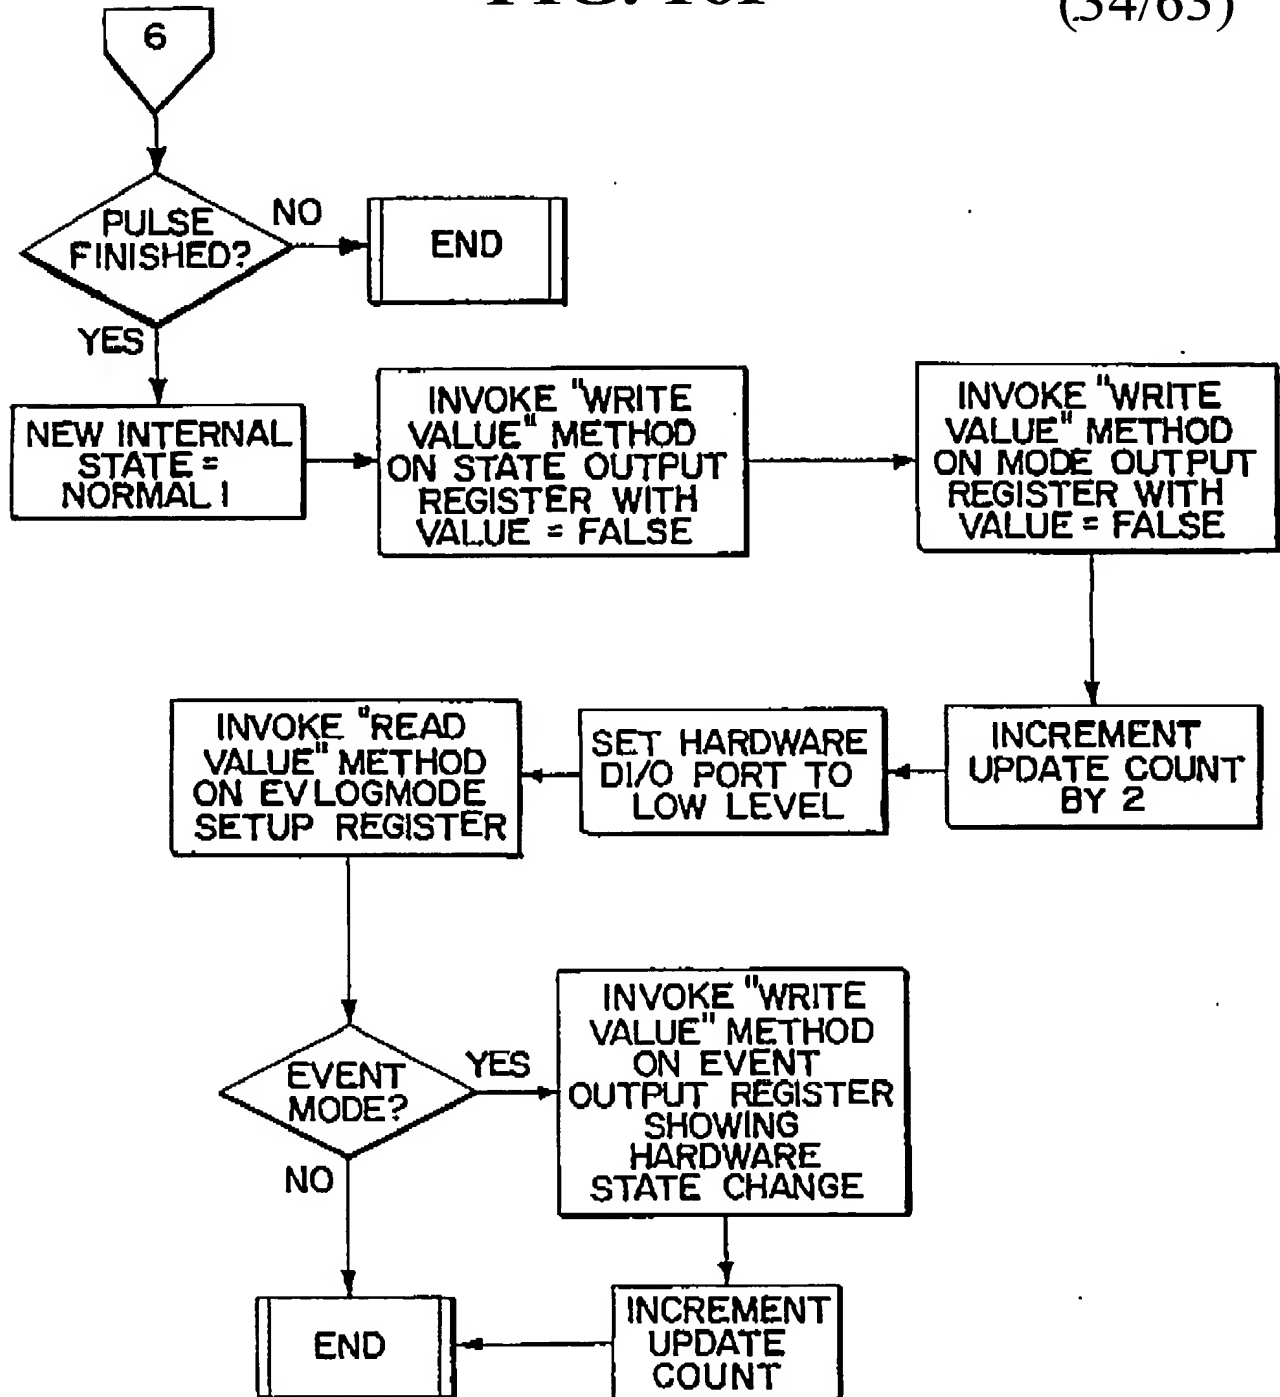 (34/63)
6
PULSE
FINISHED?
NO
END
YES
NEW INTERNAL
STATE =
NORMAL 1
INVOKE "WRITE
VALUE" METHOD
ON STATE OUTPUT
REGISTER WITH
VALUE = FALSE
INVOKE "WRITE
VALUE" METHOD
ON MODE OUTPUT
REGISTER WITH
VALUE = FALSE
INCREMENT
UPDATE COUNT
BY 2
SET HARDWARE
DI/O PORT TO
LOW LEVEL
INVOKE "READ
VALUE" METHOD
ON EVLOGMODE
SETUP REGISTER
EVENT
MODE?
YES
INVOKE "WRITE
VALUE" METHOD
ON EVENT
OUTPUT REGISTER
SHOWING
HARDWARE
STATE CHANGE
NO
INCREMENT
UPDATE
COUNT
END